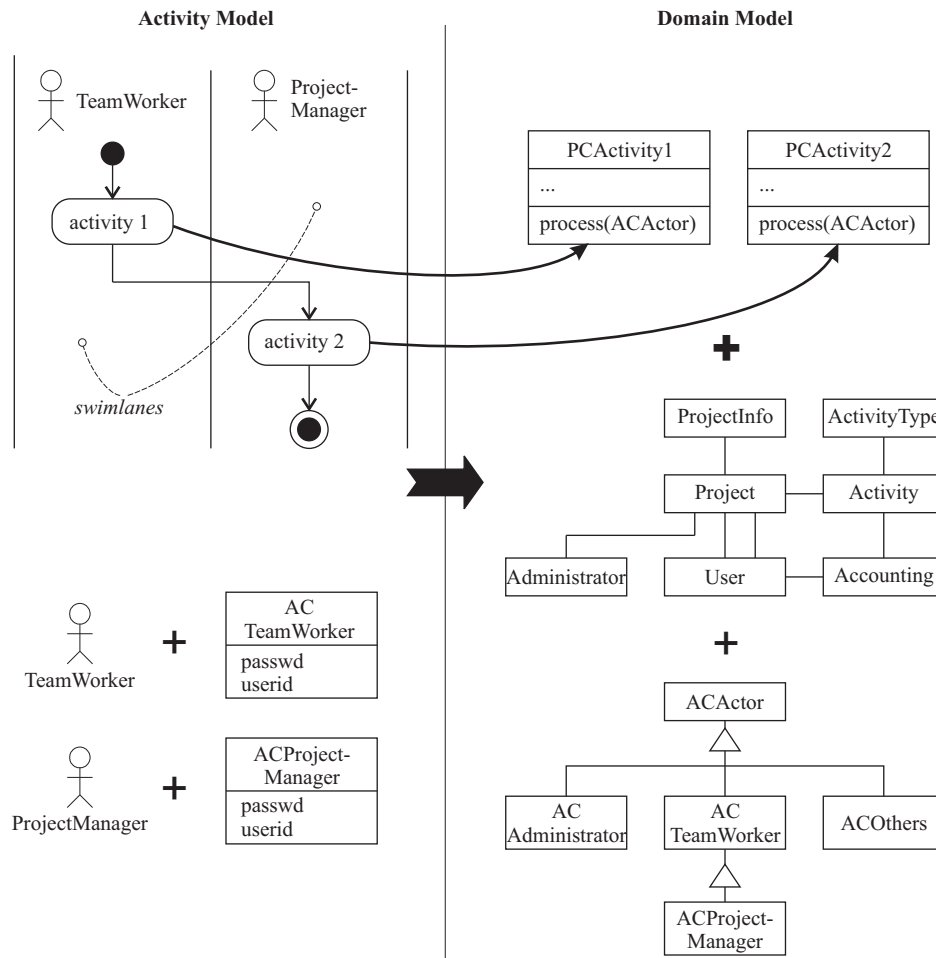 Activity Model
TeamWorker
Project-
Manager
activity 1
activity 2
swimlanes
TeamWorker
AC
TeamWorker
passwd
userid
ProjectManager
ACProject-
Manager
passwd
userid
Domain Model
PCActivity1
...
process(ACActor)
PCActivity2
...
process(ACActor)
ProjectInfo
ActivityType
Project
Activity
Administrator
User
Accounting
ACActor
AC
Administrator
AC
TeamWorker
ACOthers
ACProject-
Manager